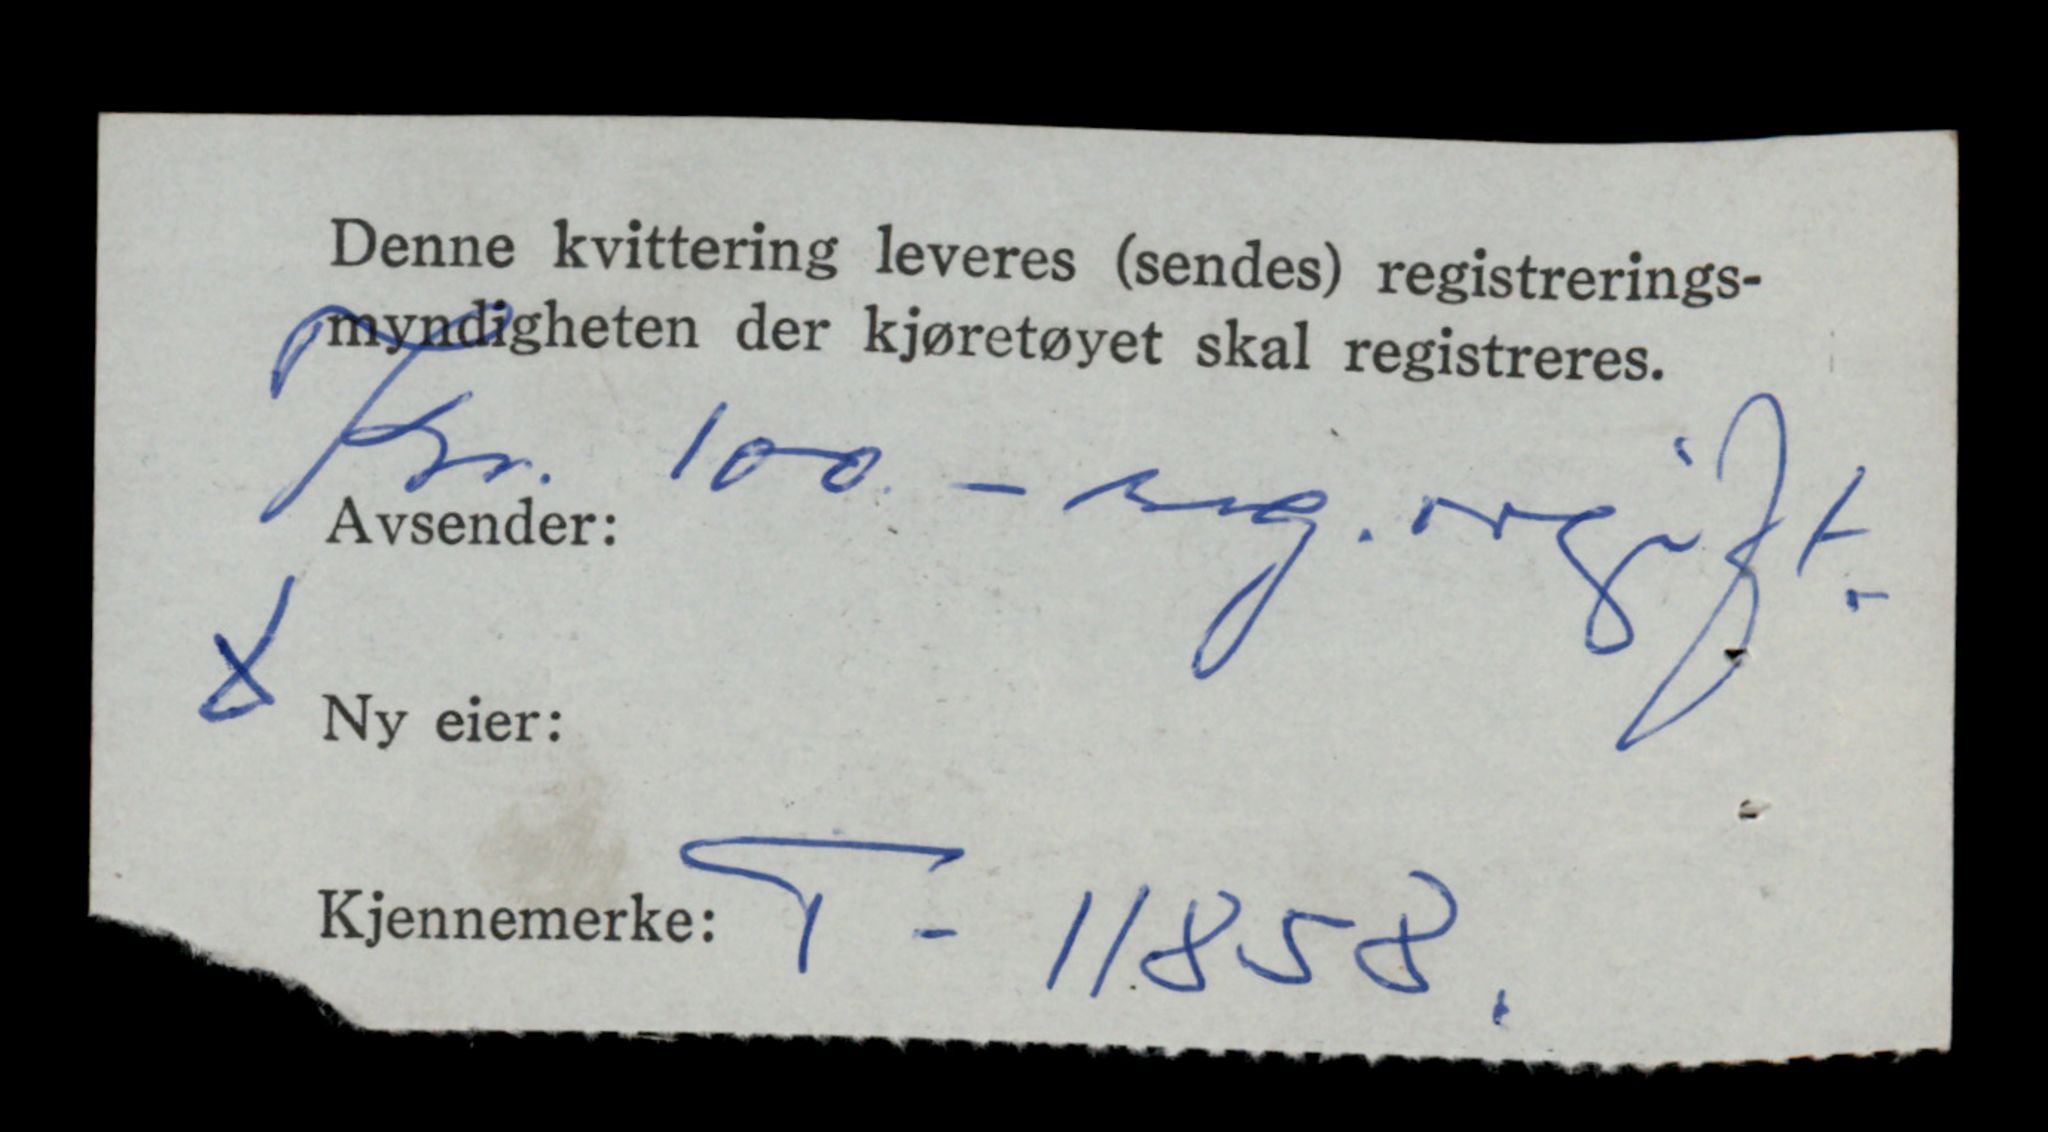 Denne kvittering leveres (sendes) registrerings-
myndigheten der kjøretøyet skal registreres.
Kr. 100.- reg. avgift.
Avsender:
Ny eier:
Kjennemerke: T - 11858.